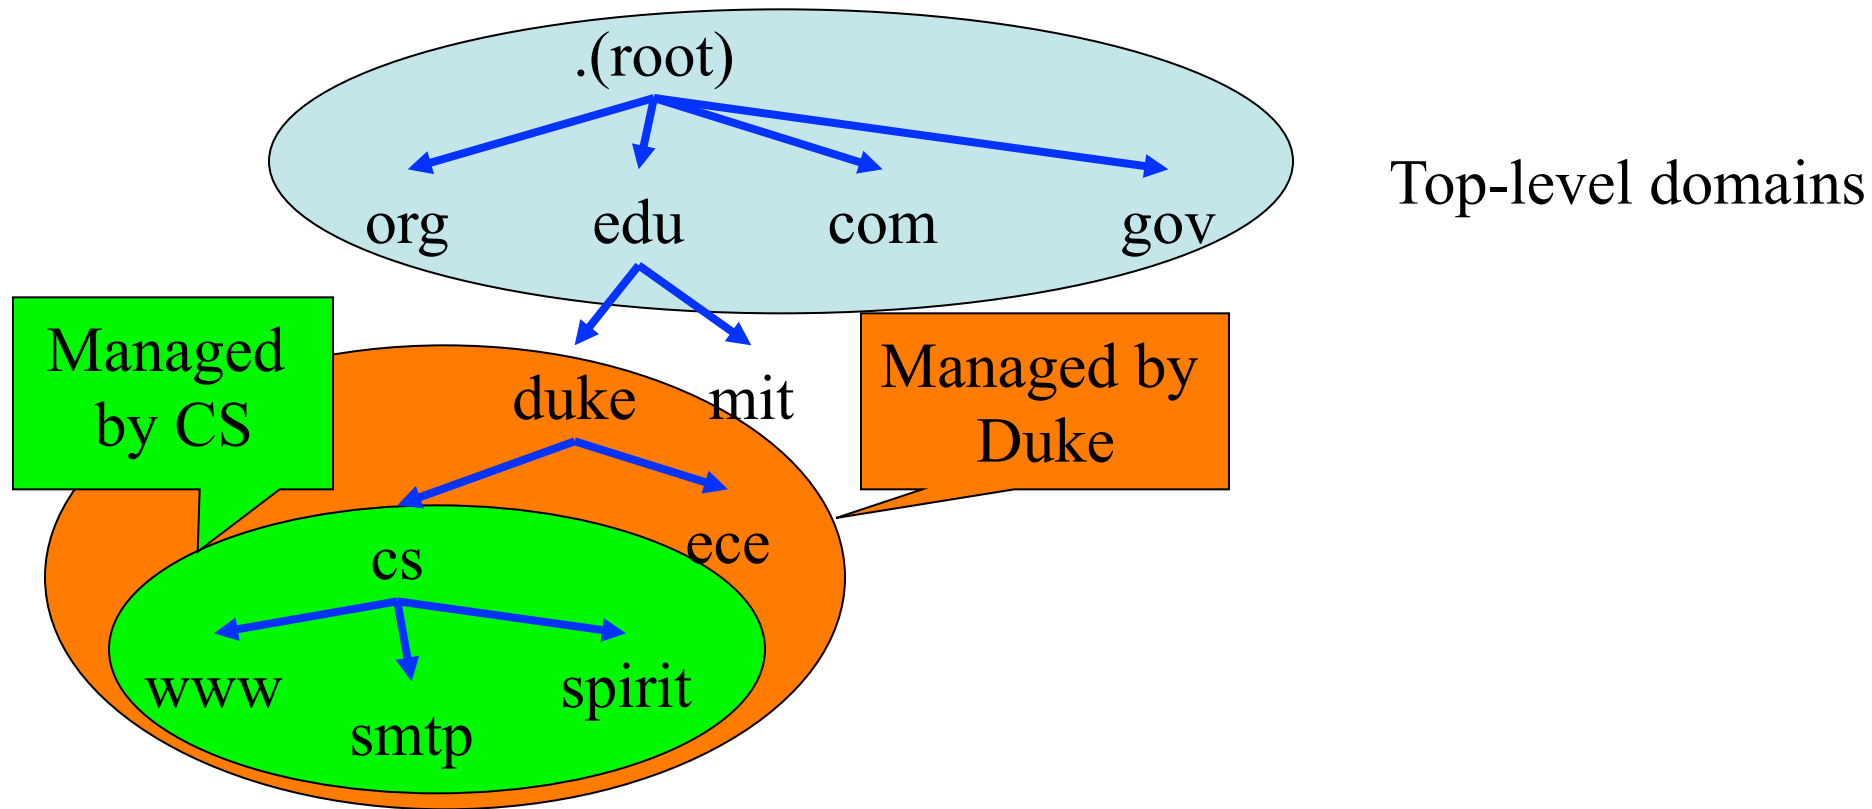 .(root)
Top-level domains
org edu com gov
Managed
by CS
Managed by
Duke
duke mit
cs ece
www spirit
smtp